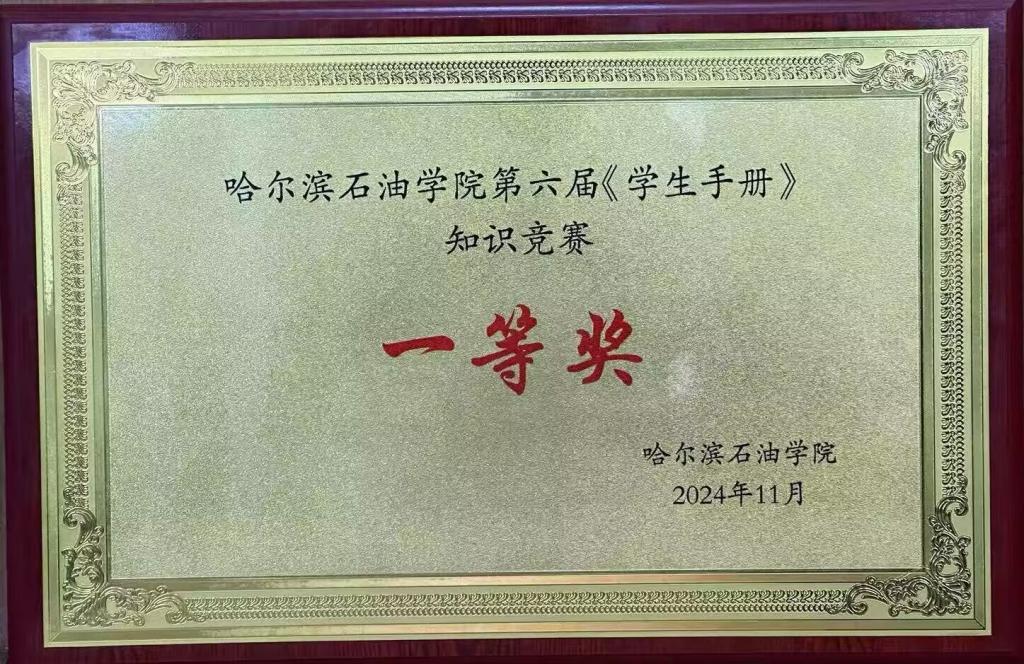 哈尔滨石油学院第六届《学生手册》
知识竞赛
一等奖
哈尔滨石油学院
2024年11月